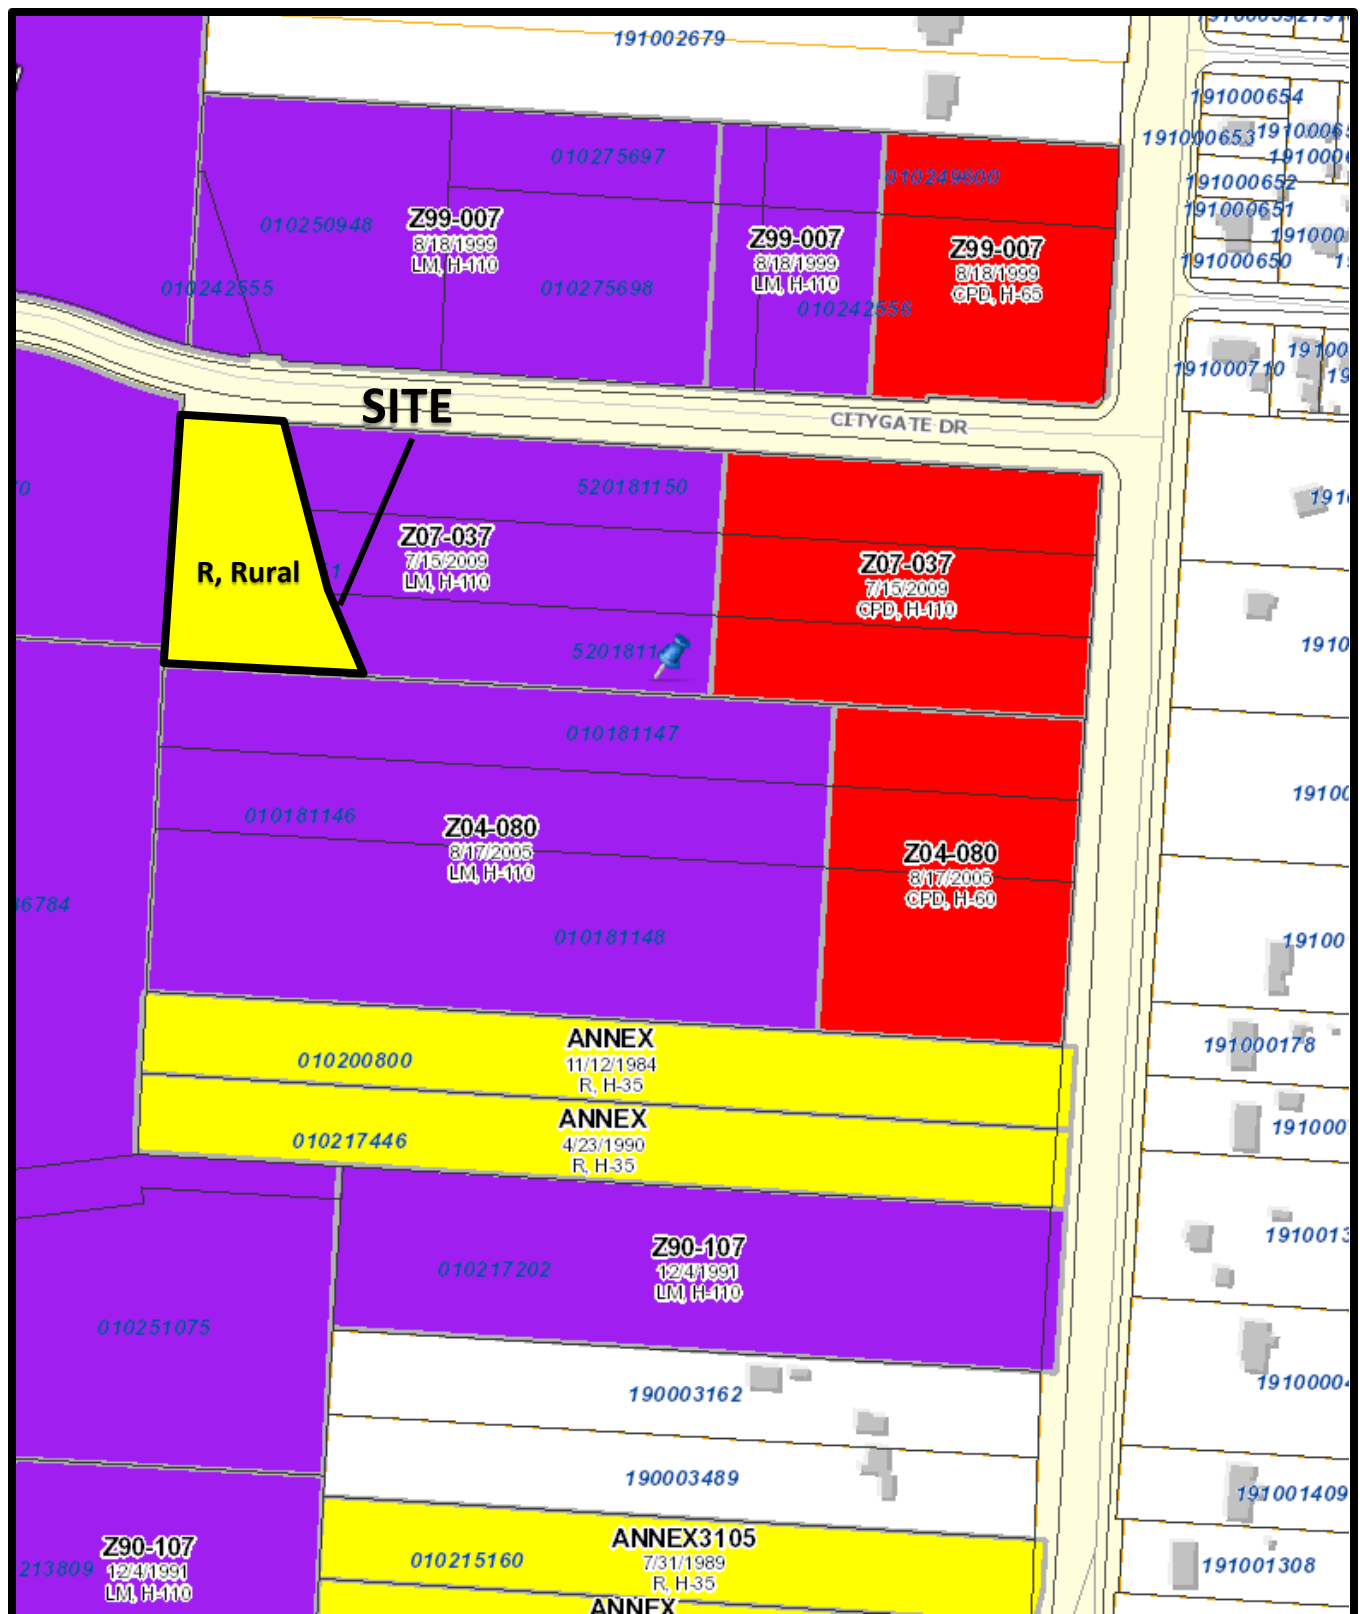 191002679
191000654
191000653
191000652
191000651
191000650
010275697
010249600
010250948
Z99-007
8/18/1999
LM, H-110
Z99-007
8/18/1999
LM, H-110
Z99-007
8/18/1999
CPD, H-65
010242555
010275698
010242556
191000710
SITE
CITYGATE DR
520181150
Z07-037
7/15/2009
LM, H-110
Z07-037
7/15/2009
CPD, H-110
R, Rural
010181147
010181146
Z04-080
8/17/2005
LM, H-110
Z04-080
8/17/2005
CPD, H-60
36784
010181148
ANNEX
11/12/1984
R, H-35
010200800
191000178
ANNEX
4/23/1990
R, H-35
010217446
Z90-107
12/4/1991
LM, H-110
010217202
010251075
190003162
190003489
191001409
ANNEX3105
7/31/1989
R, H-35
010215160
191001308
Z90-107
12/4/1991
LM, H-110
213809
ANNEX